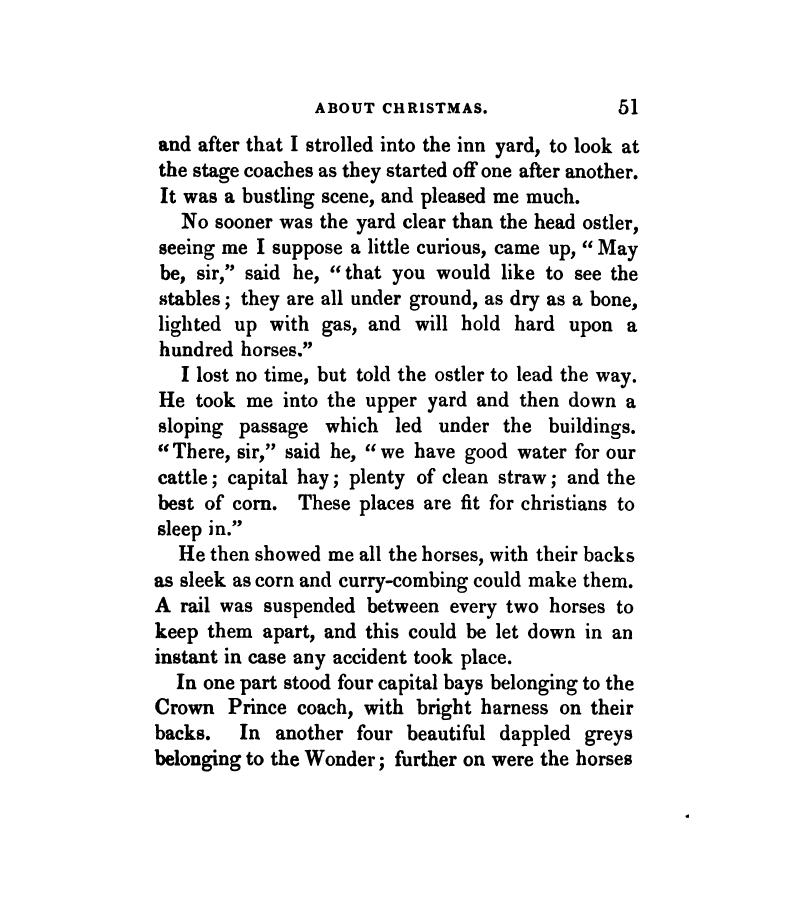 ABOUT CHRISTMAS. 51
and after that I strolled into the inn yard, to look at
the stage coaches as they started off one after another.
It was a bustling scene, and pleased me much.
No sooner was the yard clear than the head ostler,
seeing me I suppose a little curious, came up, “ May
be, sir,” said he, “that you would like to see the
stables ; they are all under ground, as dry as a bone,
lighted up with gas, and will hold hard upon a
hundred horses.”
I lost no time, but told the ostler to lead the way.
He took me into the upper yard and then down a
sloping passage which led under the buildings.
“There, sir,” said he, “we have good water for our
cattle ; capital hay ; plenty of clean straw ; and the
best of corn. These places are fit for christians to
sleep in.”
He then showed me all the horses, with their backs
as sleek as corn and curry-combing could make them.
A rail was suspended between every two horses to
keep them apart, and this could be let down in an
instant in case any accident took place.
In one part stood four capital bays belonging to the
Crown Prince coach, with bright harness on their
backs. In another four beautiful dappled greys
belonging to the Wonder ; further on were the horses